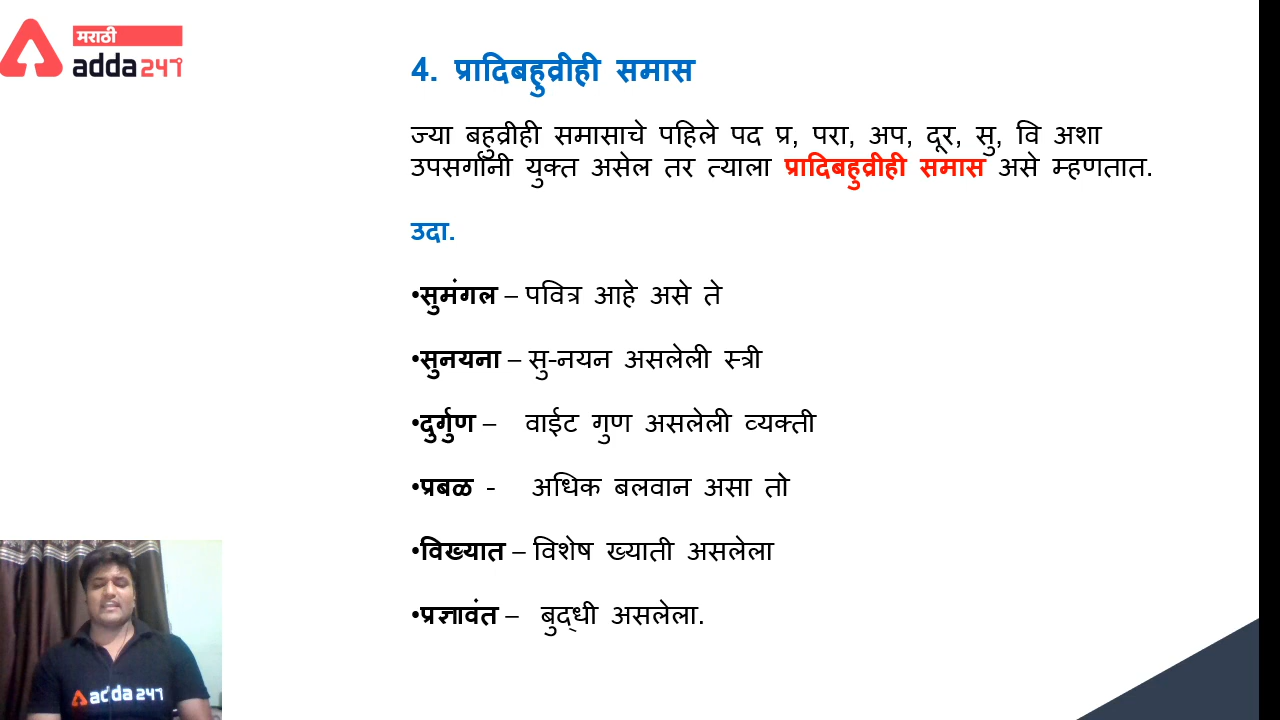 मराठी
adda247
4. प्रादिबहुव्रीही समास
ज्या बहुव्रीही समासाचे पहिले पद प्र, परा, अप, दूर, सु, वि अशा
उपसर्गानी युक्त असेल तर त्याला प्रादिबहुव्रीही समास असे म्हणतात.
उदा.
•सुमंगल – पवित्र आहे असे ते
•सुनयना – सु-नयन असलेली स्त्री
•दुर्गुण – वाईट गुण असलेली व्यक्ती
•प्रबळ - अधिक बलवान असा तो
•विख्यात – विशेष ख्याती असलेला
•प्रज्ञावंत – बुद्धी असलेला.
adda247